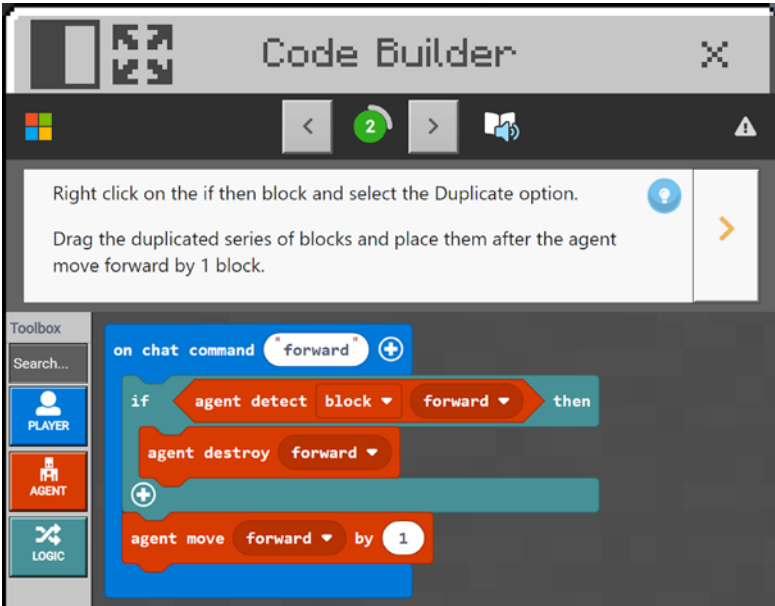 Code Builder
2
Right click on the if then block and select the Duplicate option.
Drag the duplicated series of blocks and place them after the agent
move forward by 1 block.
Toolbox
Search...
PLAYER
AGENT
LOGIC
on chat command "forward"
if agent detect block forward then
agent destroy forward
agent move forward by 1